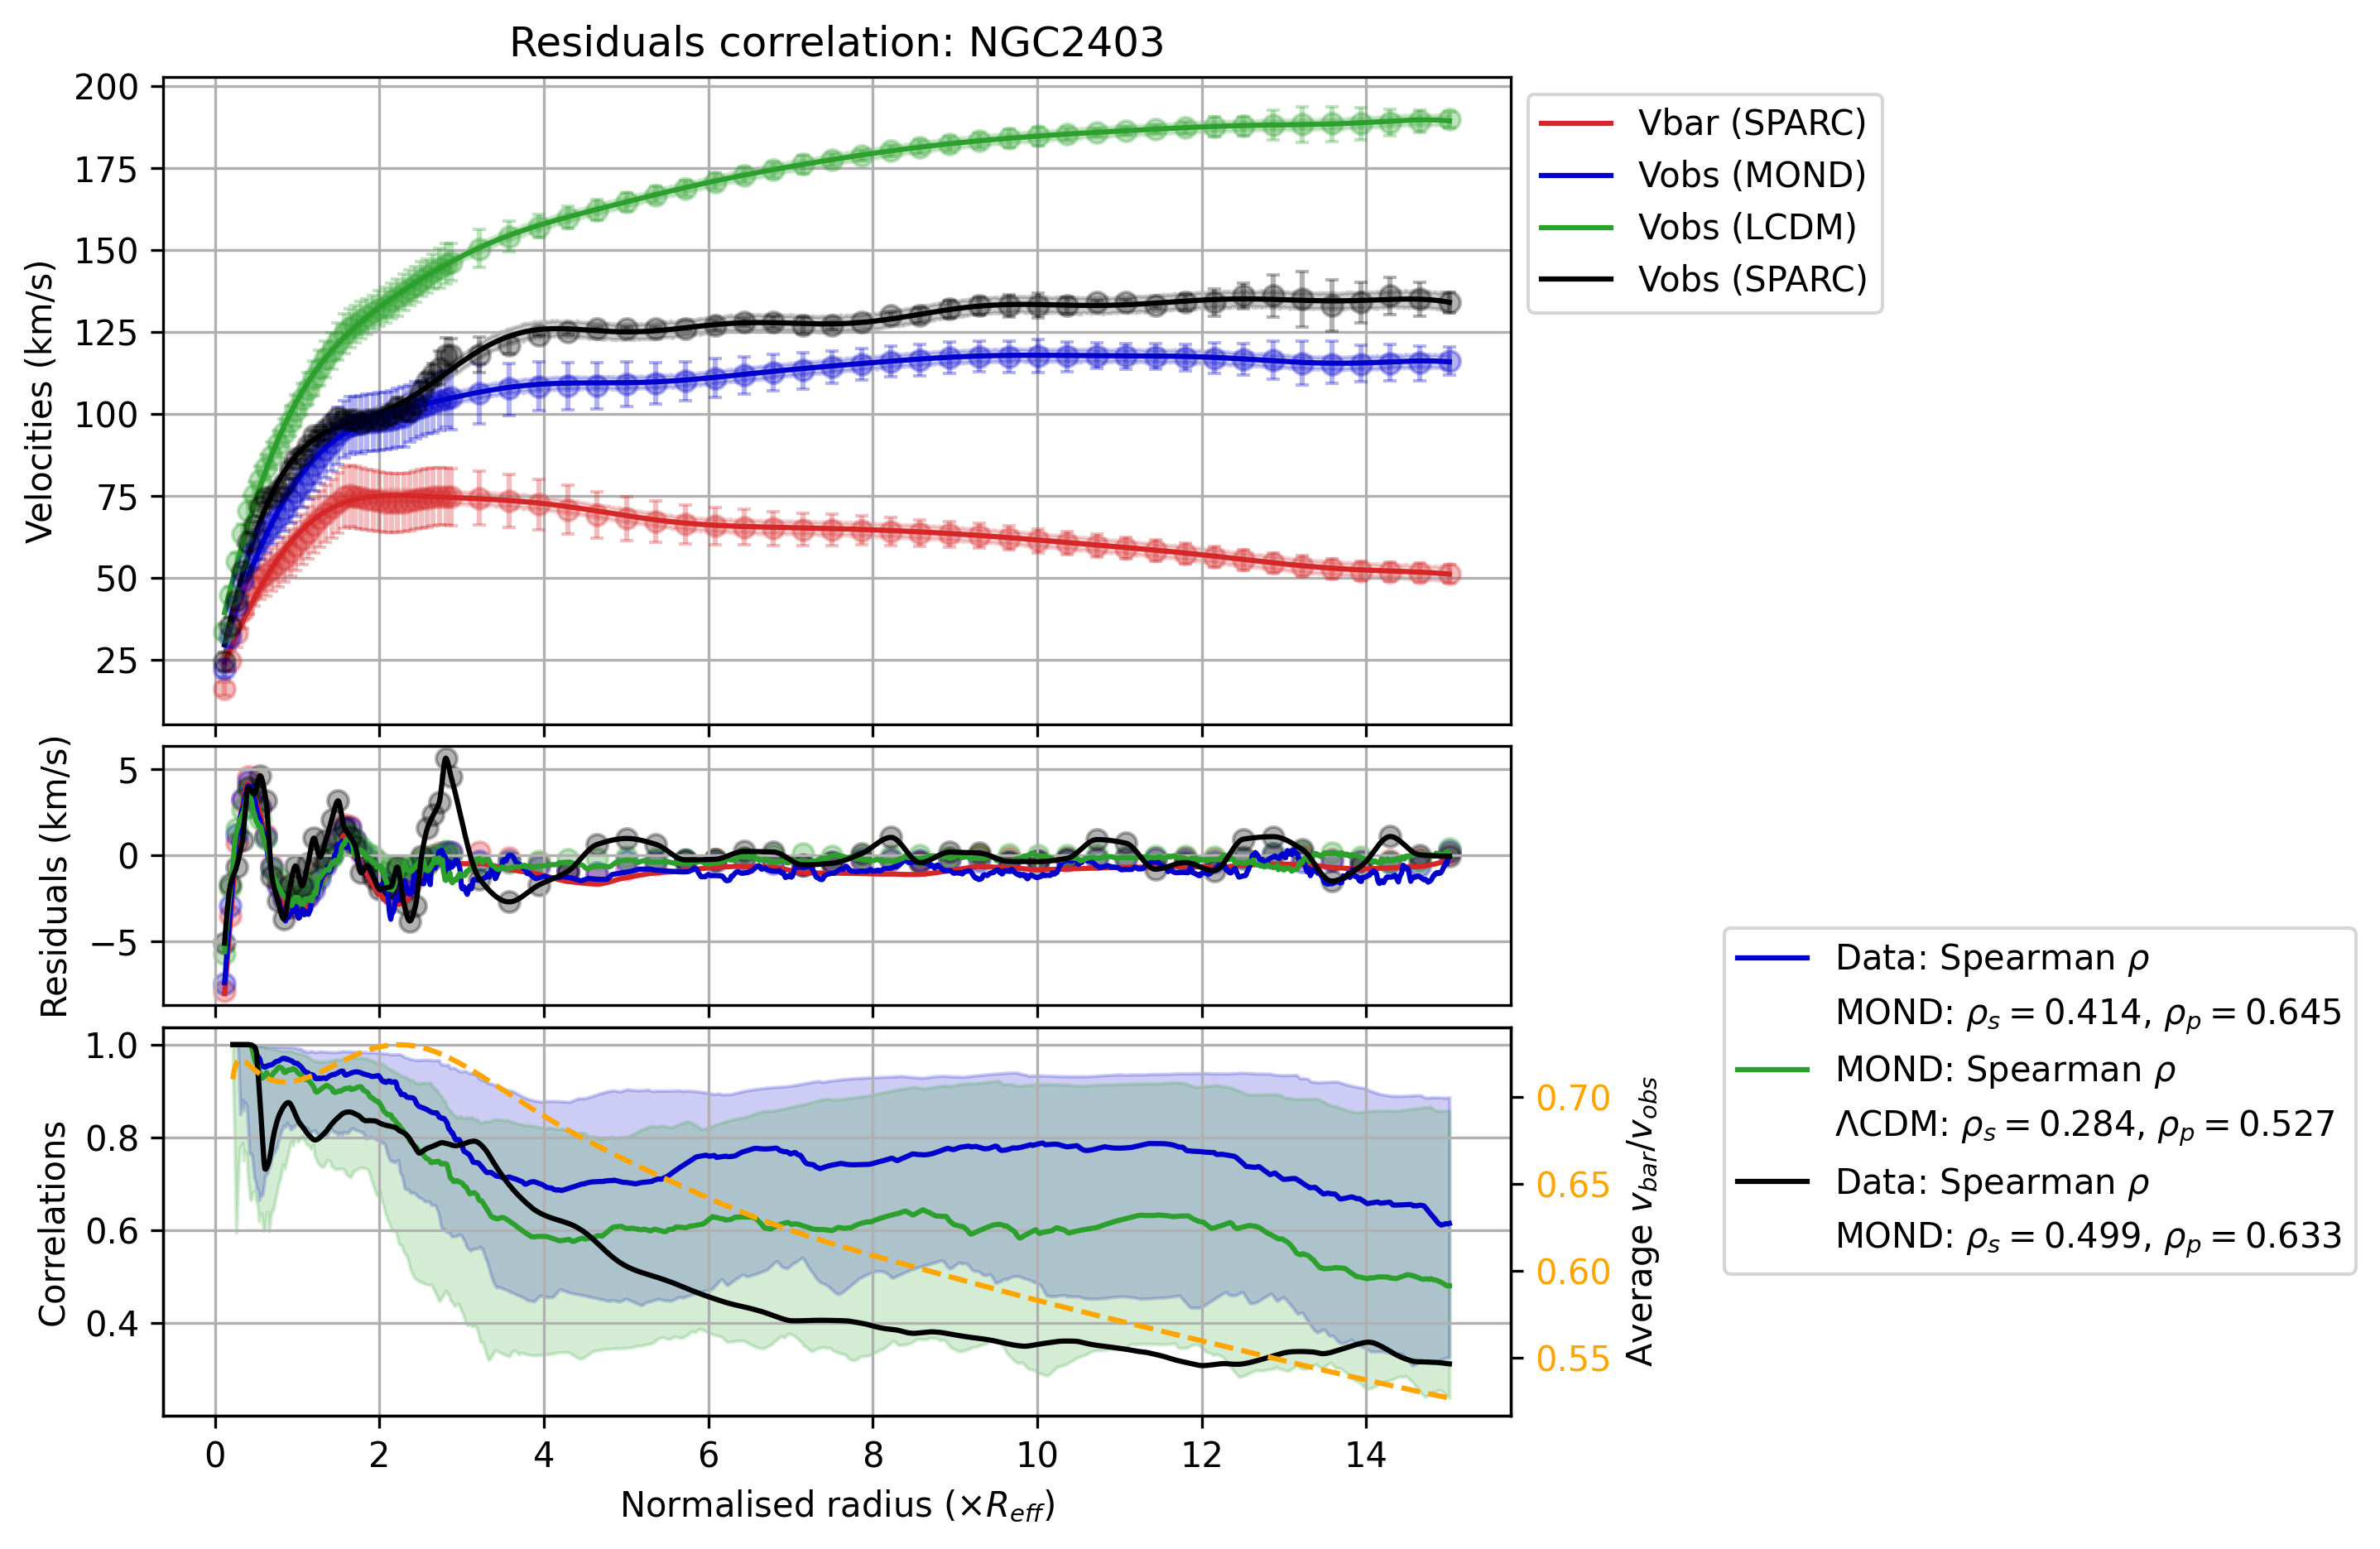 Residuals correlation: NGC2403
200
175
150
125
100
75
50
25
Velocities (km/s)
Vbar (SPARC)
Vobs (MOND)
Vobs (LCDM)
Vobs (SPARC)
5
0
−5
Residuals (km/s)
1.0
0.8
0.6
0.4
Correlations
0.70
0.65
0.60
0.55
Average v_bar/v_obs
Data: Spearman ρ
MOND: ρ_s = 0.414, ρ_p = 0.645
MOND: Spearman ρ
ΛCDM: ρ_s = 0.284, ρ_p = 0.527
Data: Spearman ρ
MOND: ρ_s = 0.499, ρ_p = 0.633
0 2 4 6 8 10 12 14
Normalised radius (×R_eff)